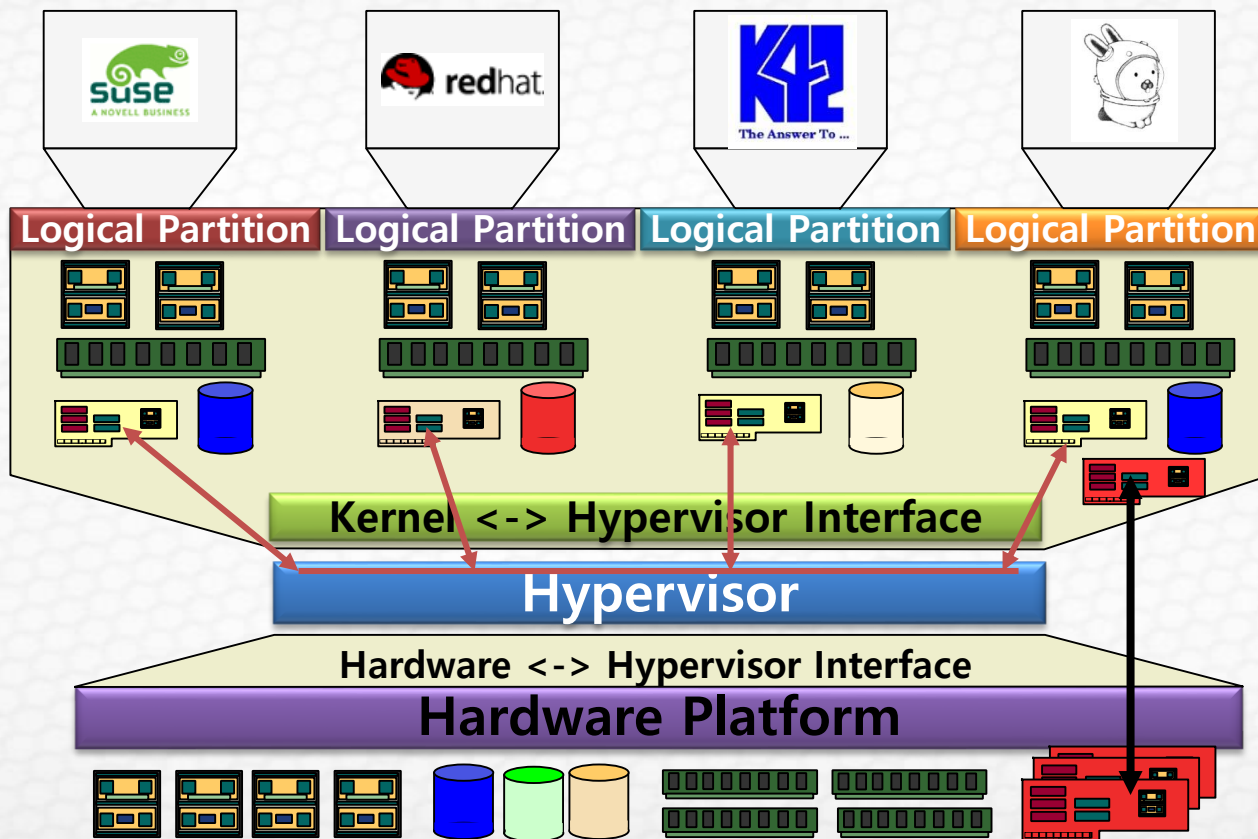 suse
A NOVELL BUSINESS
redhat.
K42
The Answer To ...
Logical Partition
Logical Partition
Logical Partition
Logical Partition
Kernel <-> Hypervisor Interface
Hypervisor
Hardware <-> Hypervisor Interface
Hardware Platform